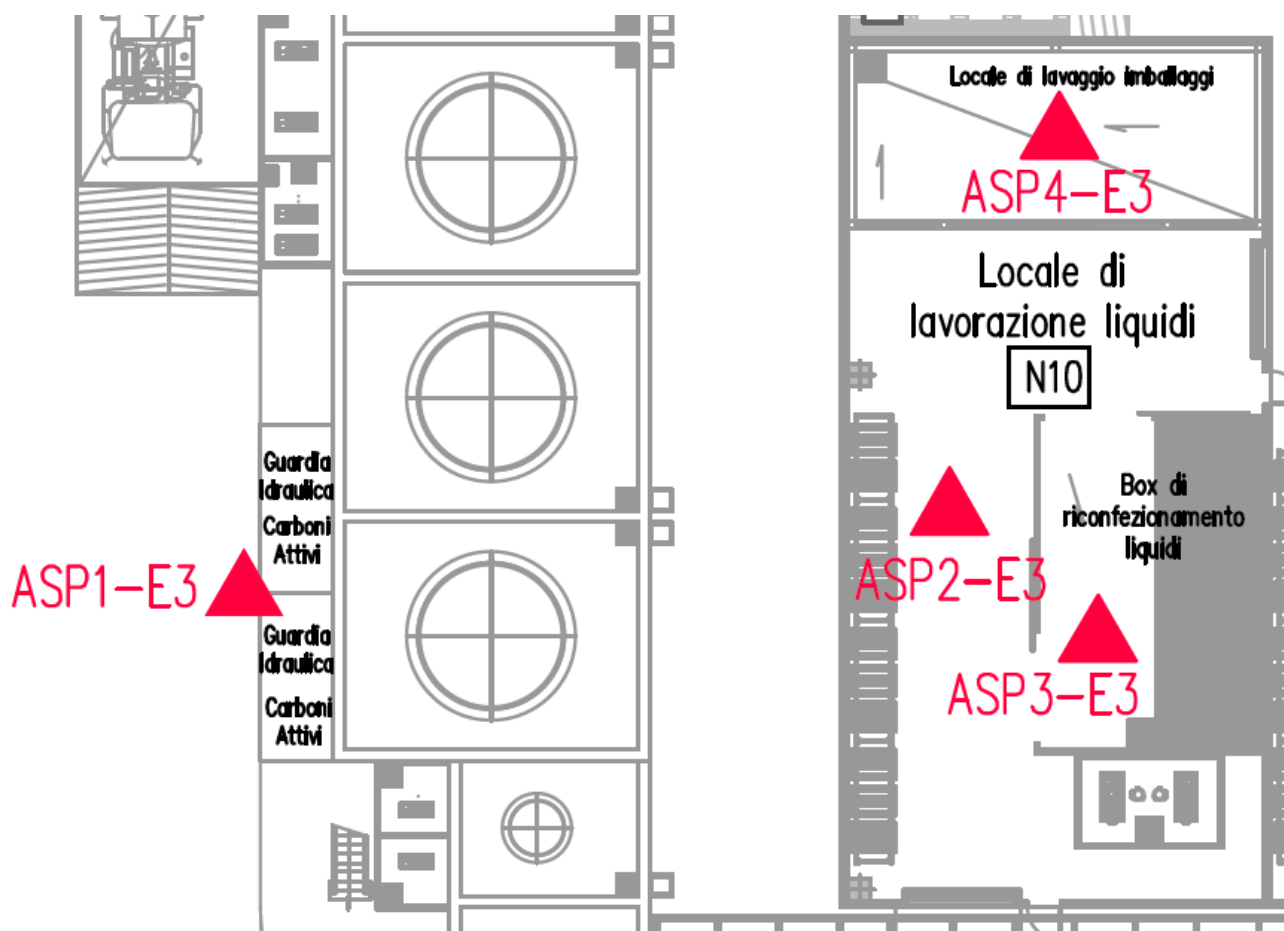 Locale di lavaggio imballaggi
ASP4-E3
Locale di
lavorazione liquidi
N10
Guardia
Idraulica
Carboni
Attivi
ASP1-E3
Guardia
Idraulica
Carboni
Attivi
Box di
riconfezionamento
liquidi
ASP2-E3
ASP3-E3